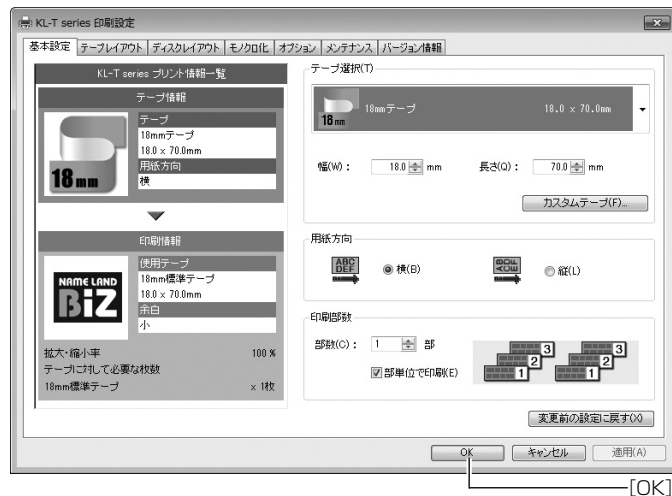 KL-T series 印刷設定
基本設定 テープレイアウト ディスクレイアウト モノクロ化 オプション メンテナンス バージョン情報
KL-T series プリント情報一覧
テープ情報
18mm
テープ
18mmテープ
18.0 x 70.0mm
用紙方向
横
印刷情報
NAME LAND
BiZ
使用テープ
18mm標準テープ
18.0 x 70.0mm
余白
小
拡大・縮小率 100 %
テープに対して必要な枚数
18mm標準テープ x 1枚
テープ選択(T)
18mm 18mmテープ 18.0 x 70.0mm
幅(W): 18.0 mm 長さ(Q): 70.0 mm
カスタムテープ(F)...
用紙方向
ABC
DEF
横(B)
ABC
DEF
縦(L)
印刷部数
部数(C): 1 部
部単位で印刷(E)
3
2
1
3
2
1
変更前の設定に戻す(X)
OK キャンセル 適用(A)
[OK]